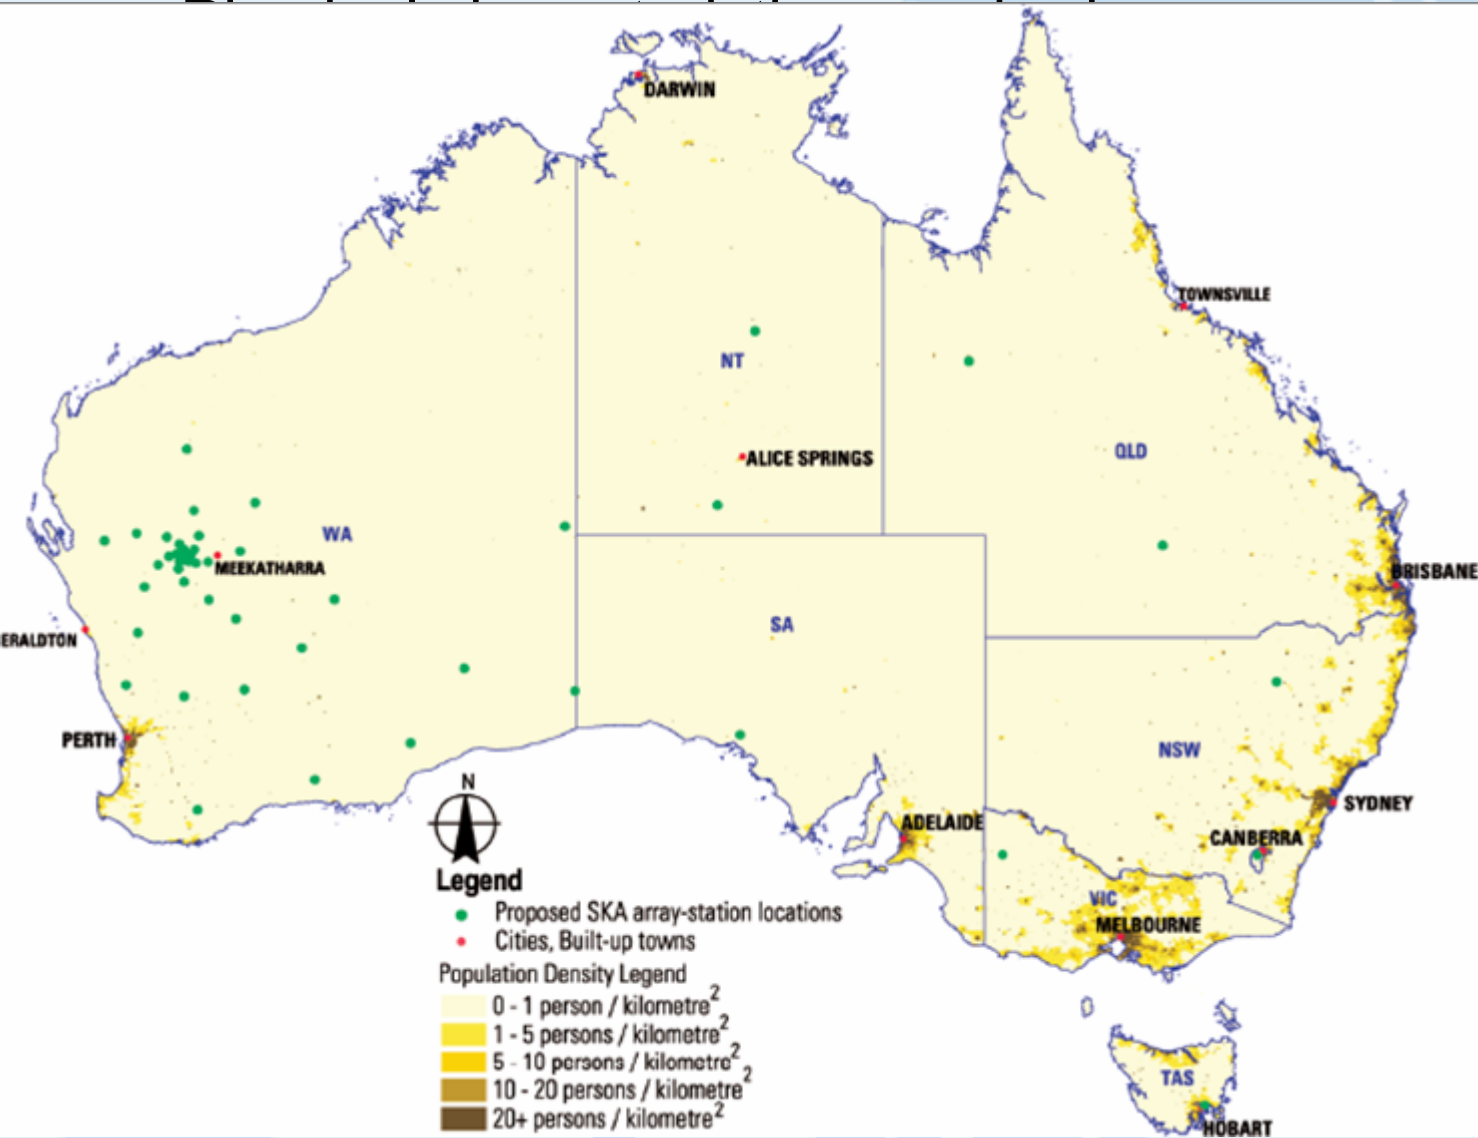 DARWIN
TOWNSVILLE
NT
ALICE SPRINGS
QLD
WA
MEEKATHARRA
BRISBANE
SA
ERALDTON
PERTH
NSW
N
SYDNEY
ADELAIDE
CANBERRA
Legend
VIC
Proposed SKA array-station locations
MELBOURNE
Cities, Built-up towns
Population Density Legend
0 - 1 person / kilometre2
1 - 5 persons / kilometre2
5 - 10 persons / kilometre2
10 - 20 persons / kilometre2
20+ persons / kilometre2
TAS
HOBART